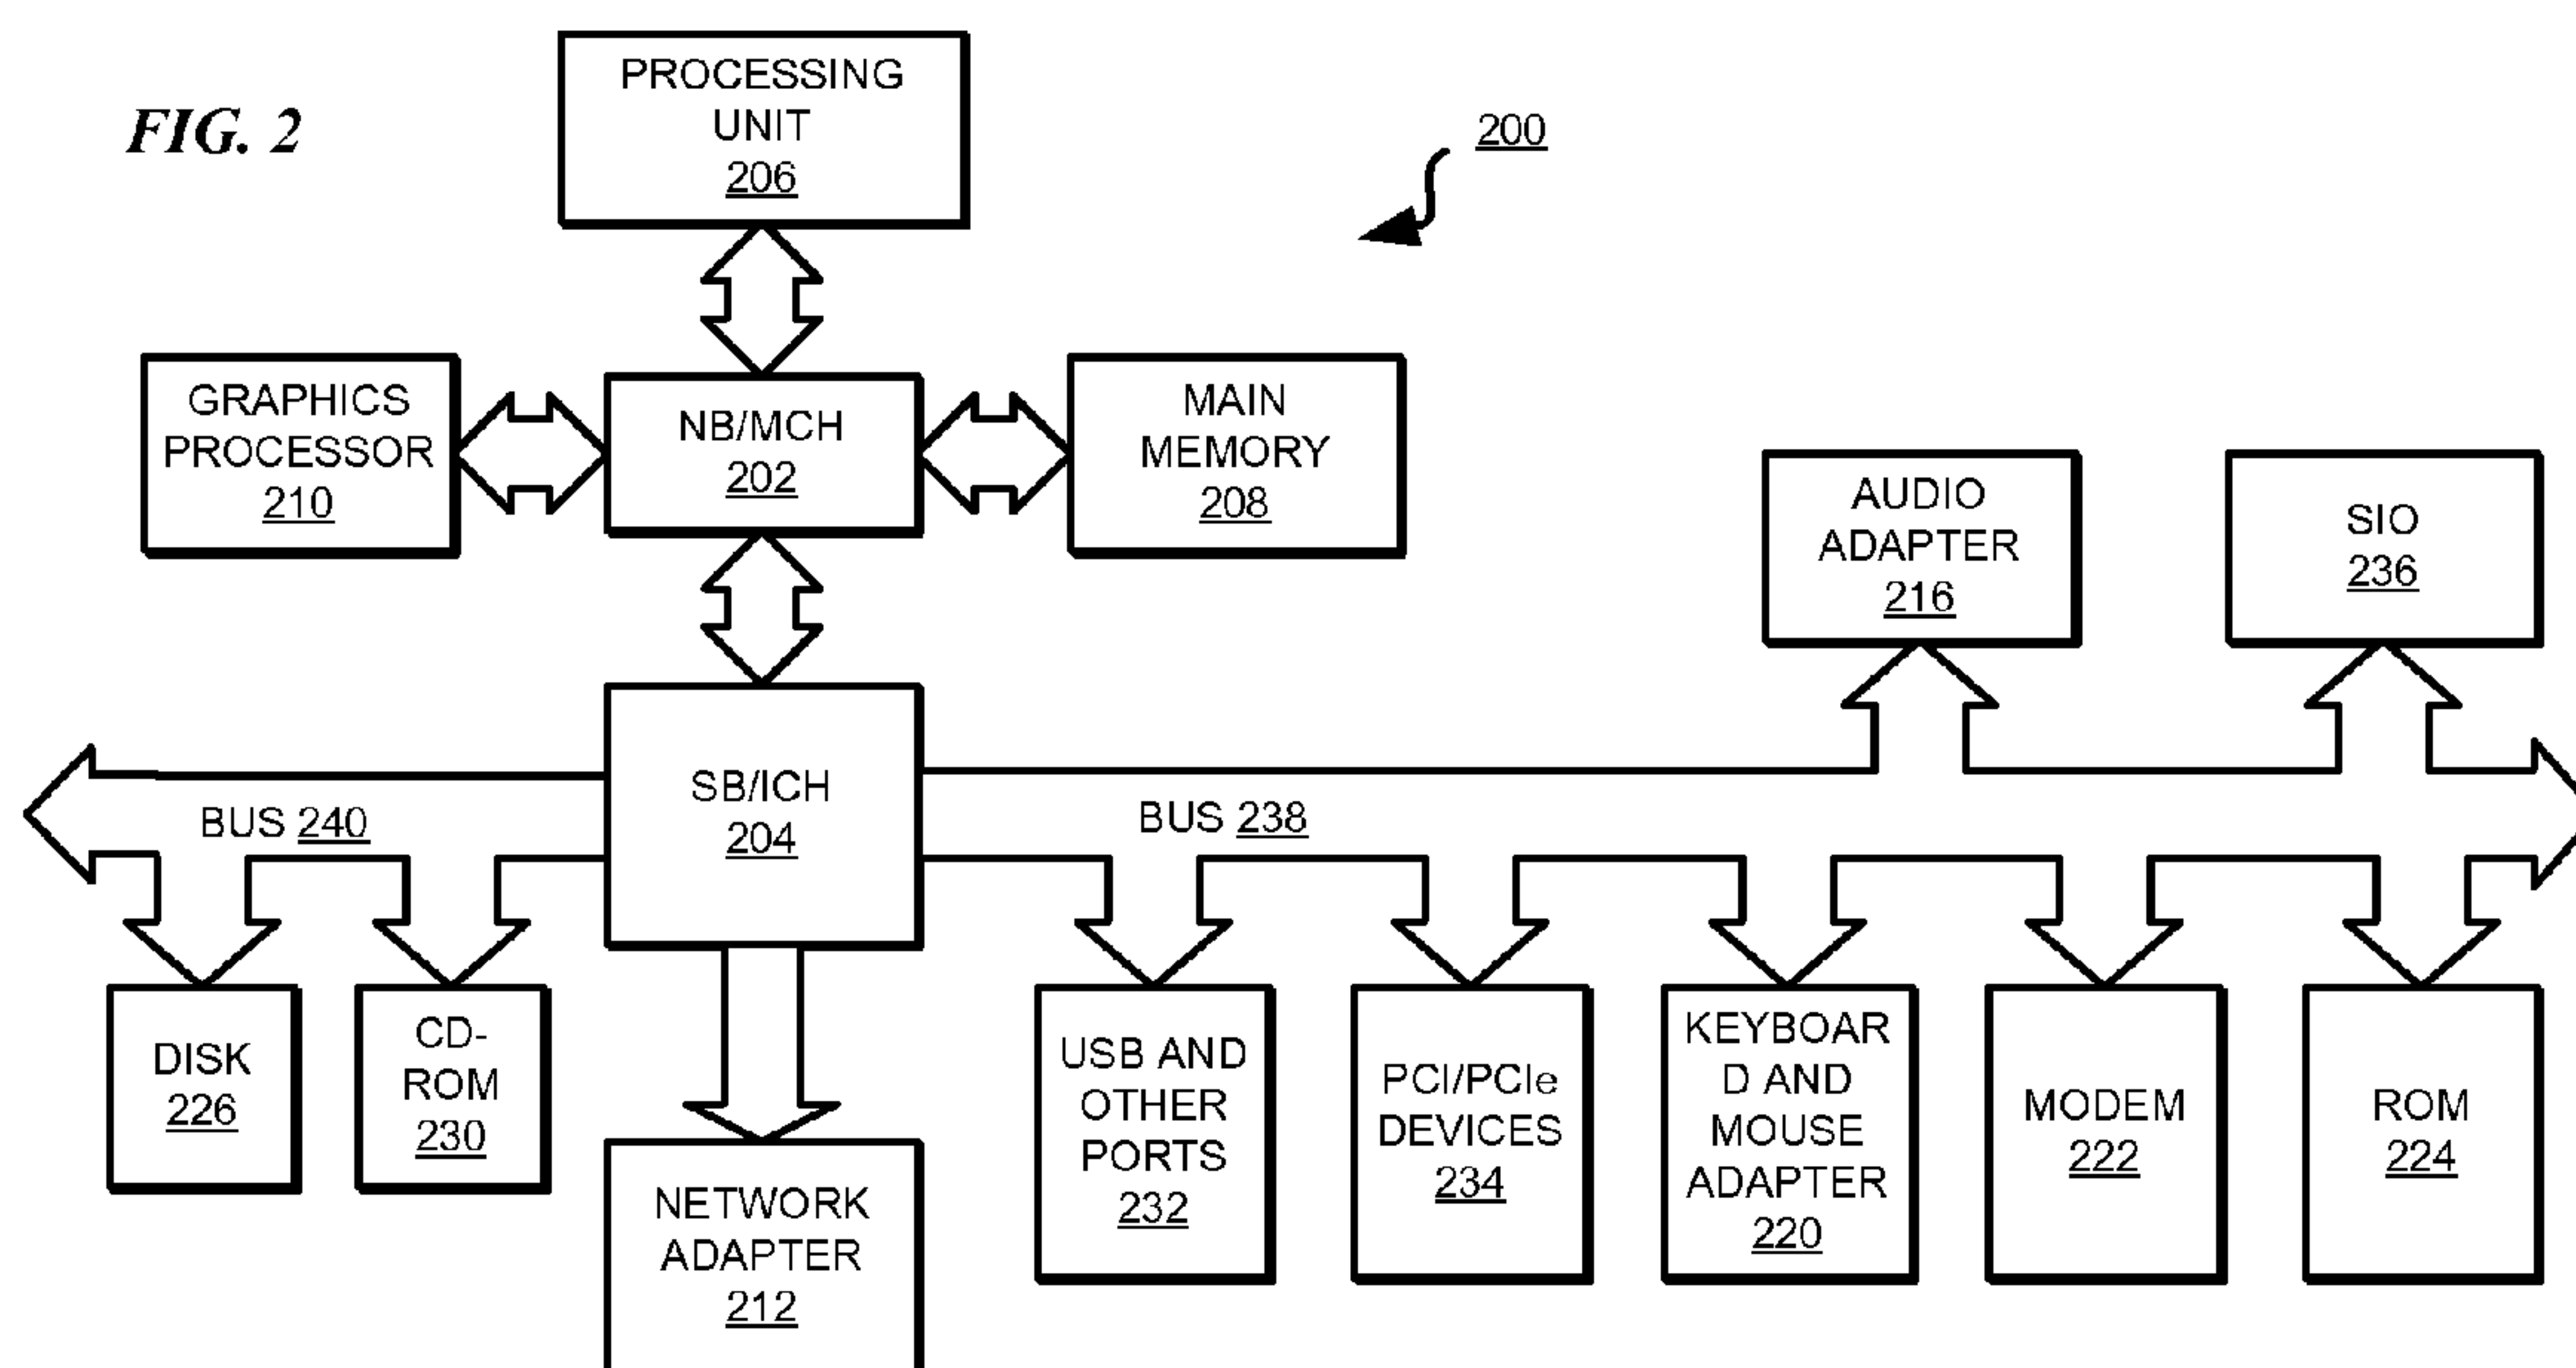 FIG. 2
PROCESSING
UNIT
206
200
GRAPHICS
PROCESSOR
210
NB/MCH
202
MAIN
MEMORY
208
AUDIO
ADAPTER
216
SIO
236
SB/ICH
204
BUS 240
BUS 238
DISK
226
CD-
ROM
230
NETWORK
ADAPTER
212
USB AND
OTHER
PORTS
232
PCI/PCIe
DEVICES
234
KEYBOAR
D AND
MOUSE
ADAPTER
220
MODEM
222
ROM
224